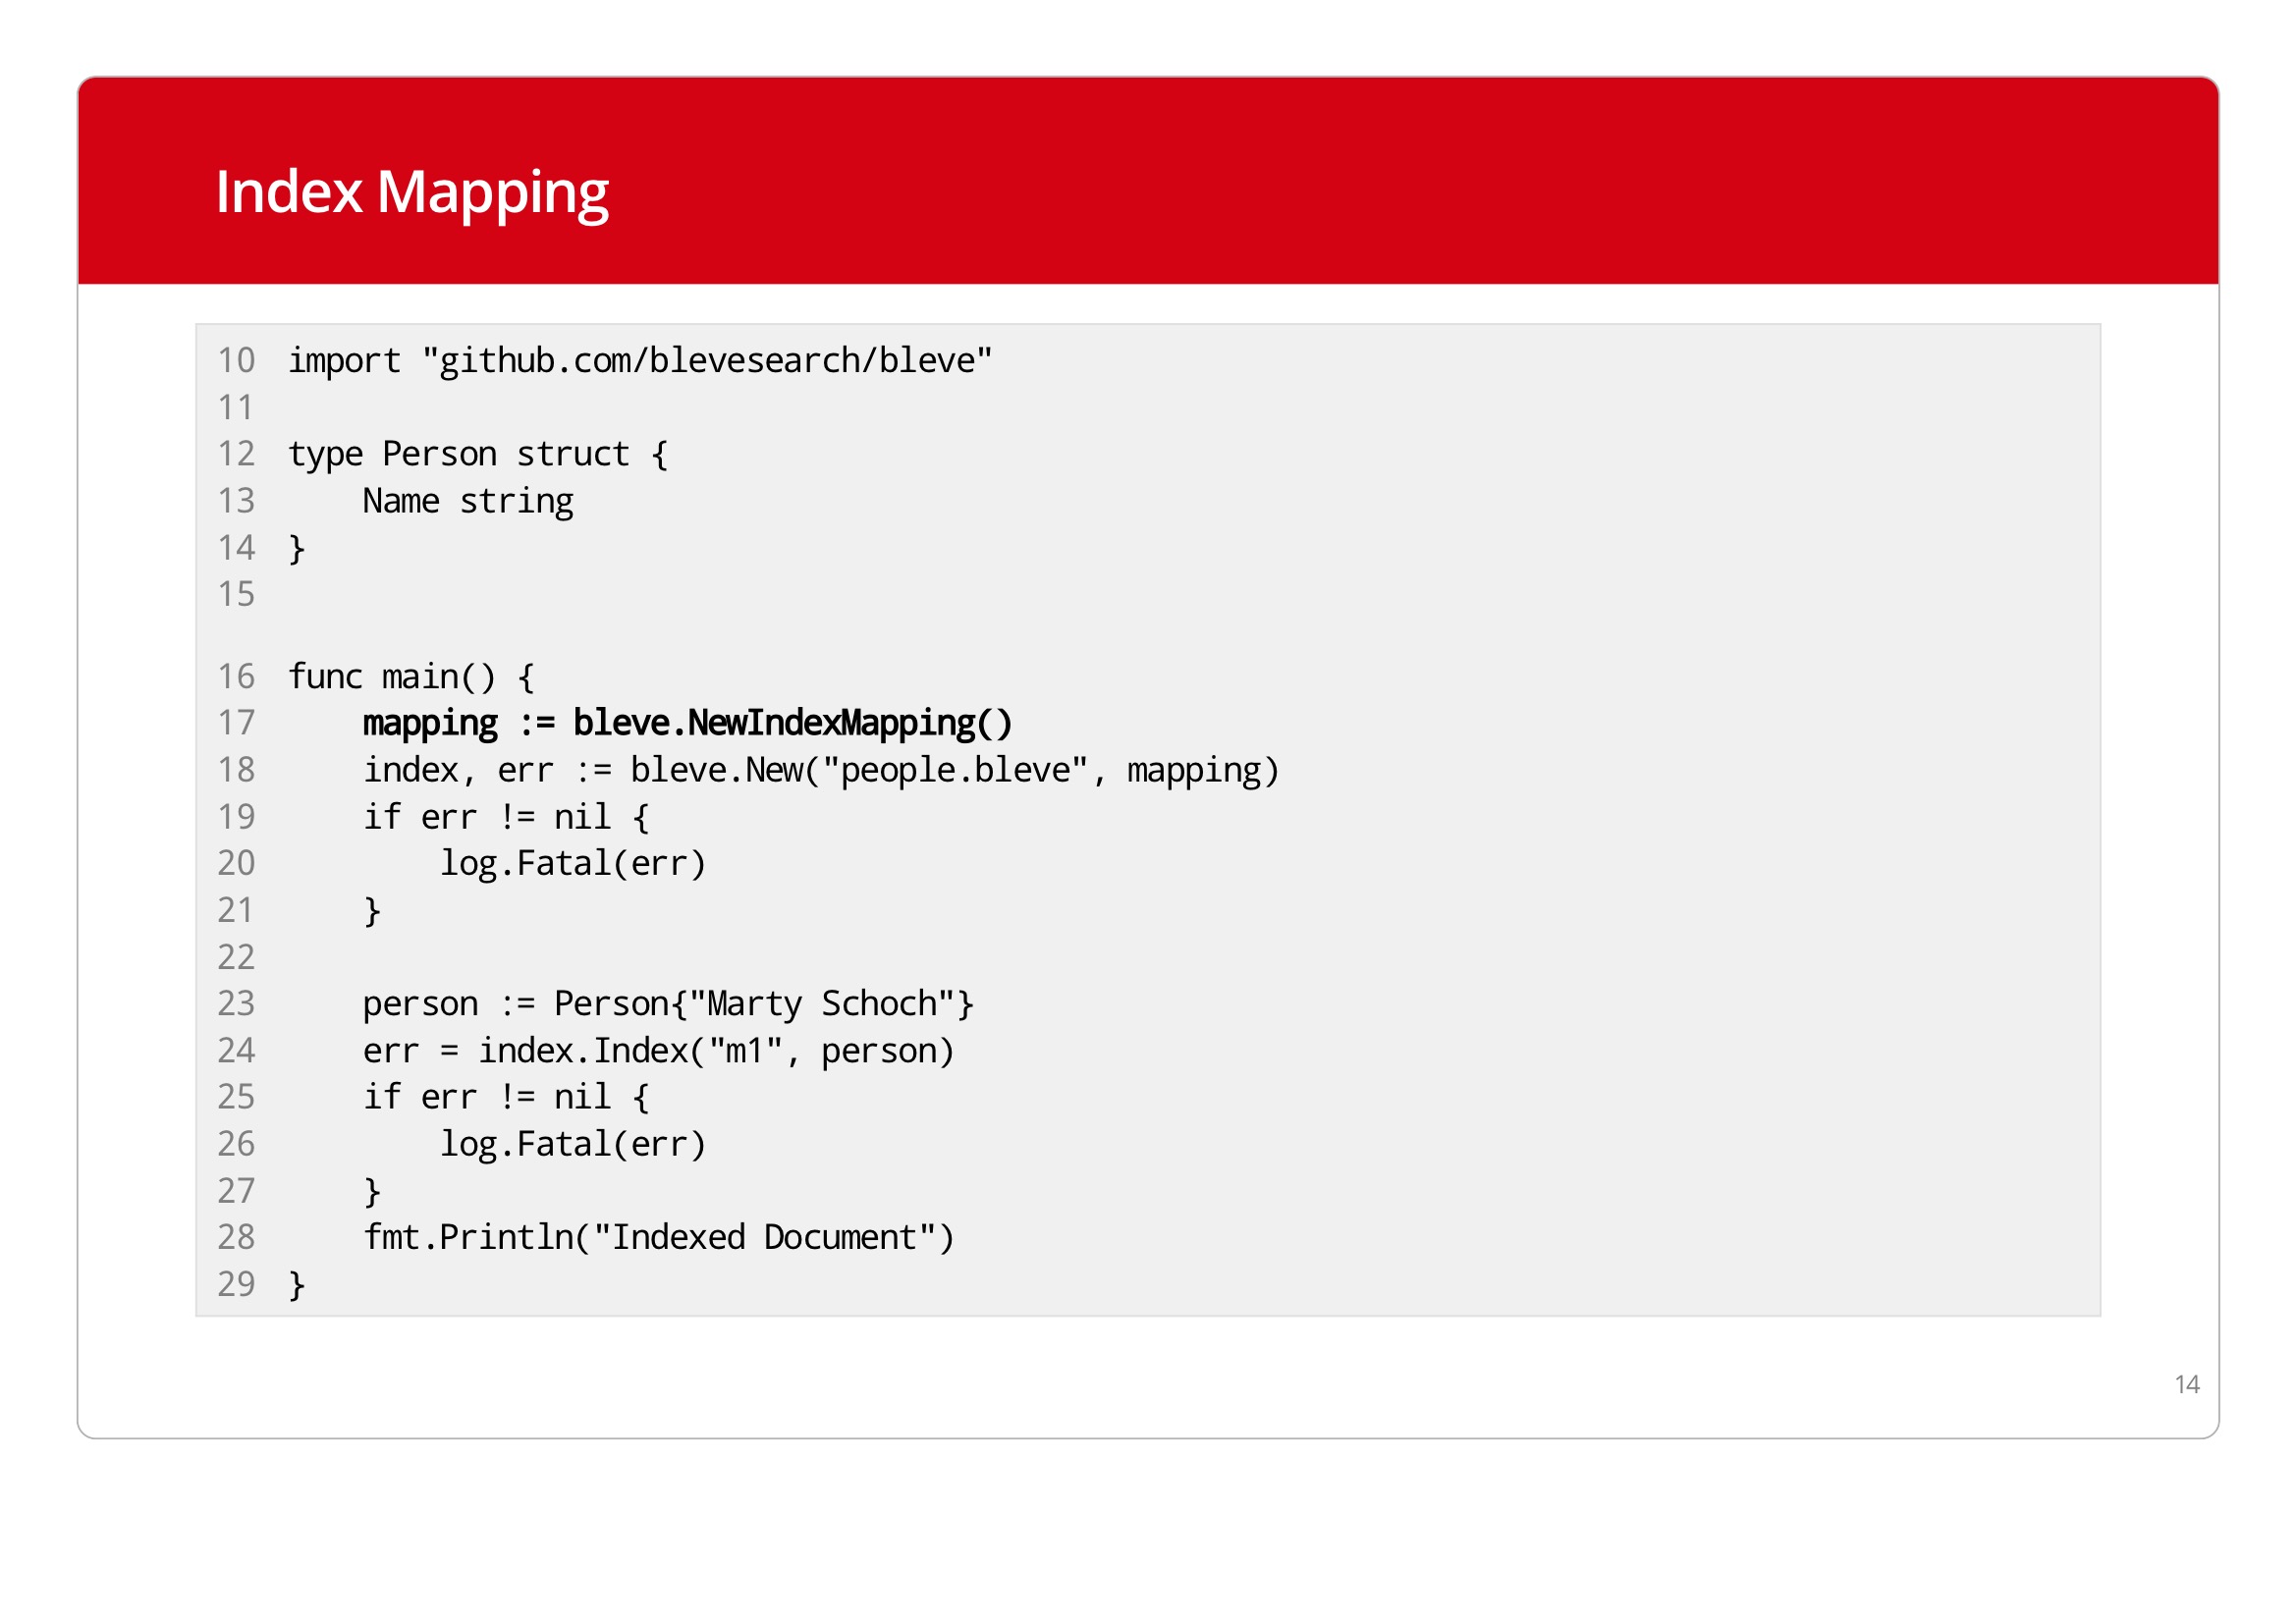 Index Mapping
10 import "github.com/blevesearch/bleve"
11
12 type Person struct {
13     Name string
14 }
15
16 func main() {
17     mapping := bleve.NewIndexMapping()
18     index, err := bleve.New("people.bleve", mapping)
19     if err != nil {
20         log.Fatal(err)
21     }
22
23     person := Person{"Marty Schoch"}
24     err = index.Index("m1", person)
25     if err != nil {
26         log.Fatal(err)
27     }
28     fmt.Println("Indexed Document")
29 }
14